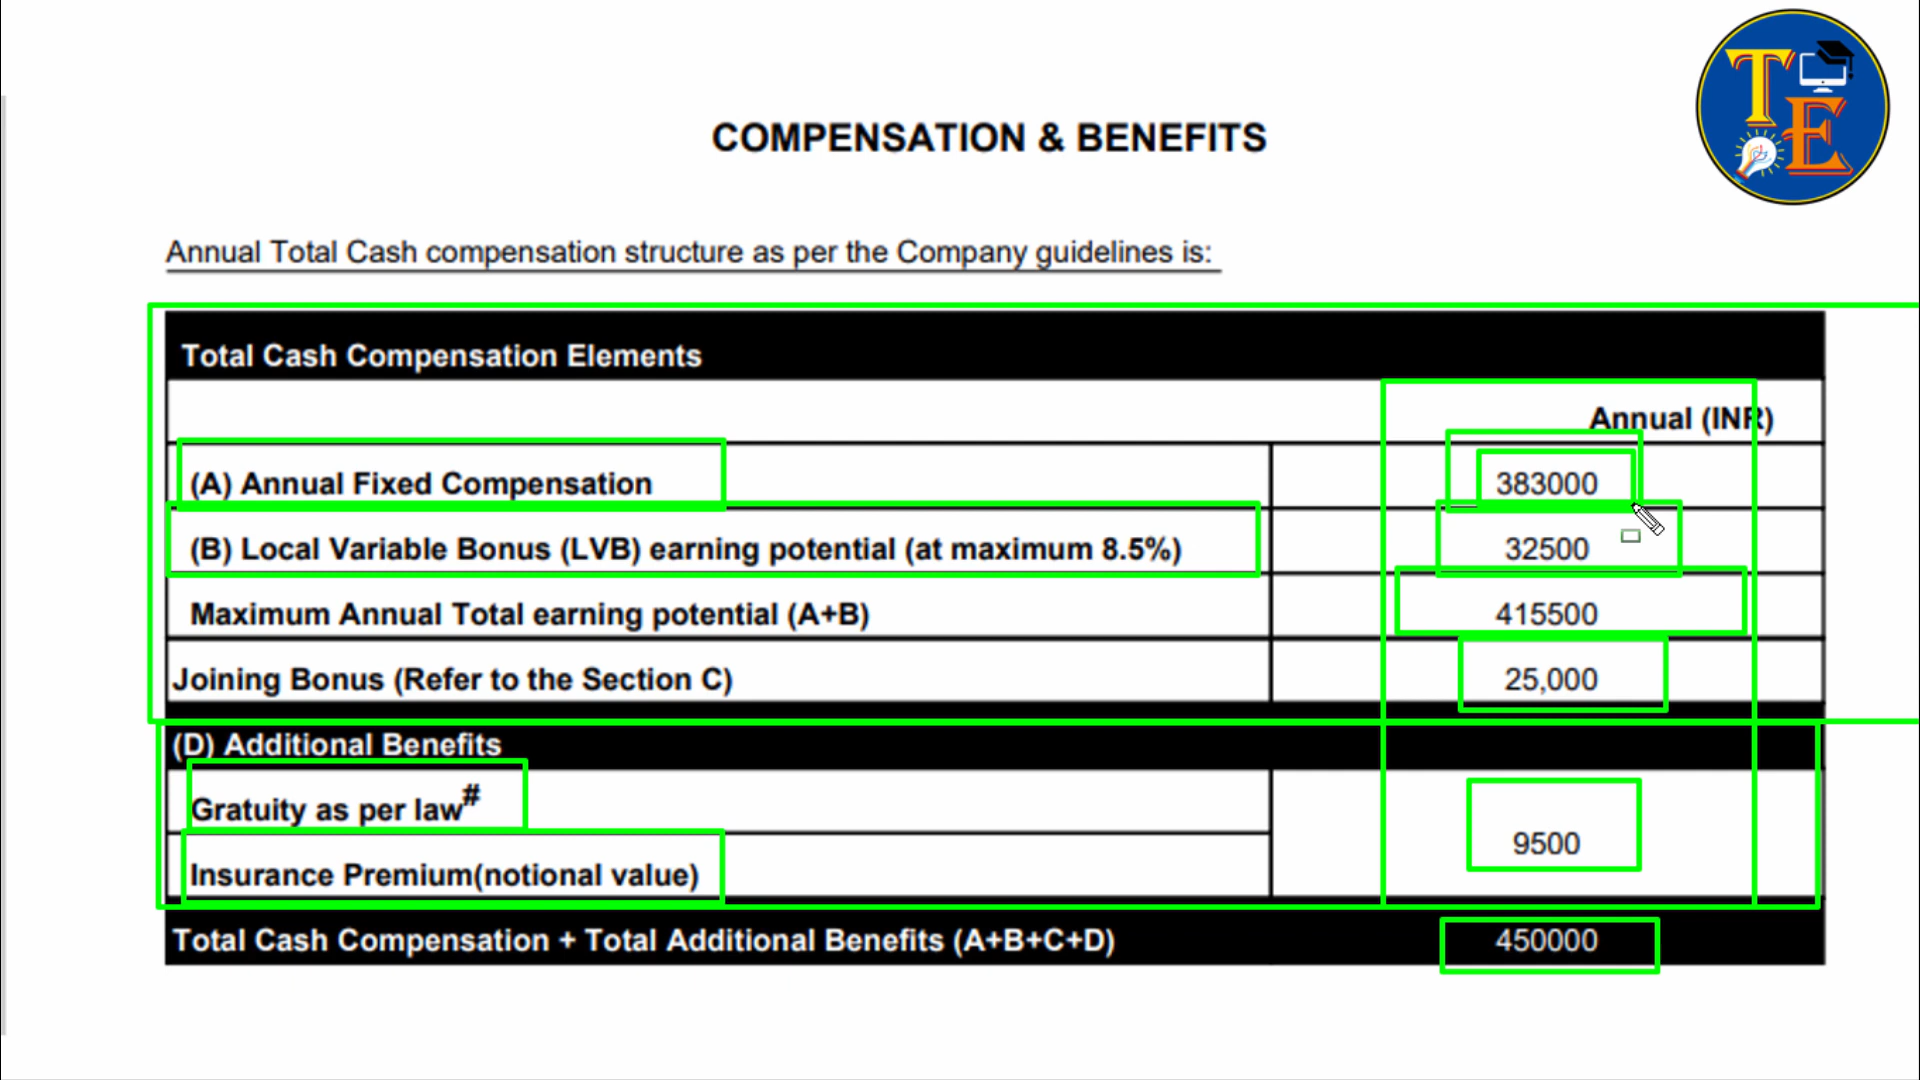 T
E
COMPENSATION & BENEFITS
Annual Total Cash compensation structure as per the Company guidelines is:
Total Cash Compensation Elements
Annual (INR)
(A) Annual Fixed Compensation 383000
(B) Local Variable Bonus (LVB) earning potential (at maximum 8.5%) 32500
Maximum Annual Total earning potential (A+B) 415500
Joining Bonus (Refer to the Section C) 25,000
(D) Additional Benefits
Gratuity as per law#
9500
Insurance Premium(notional value)
Total Cash Compensation + Total Additional Benefits (A+B+C+D) 450000